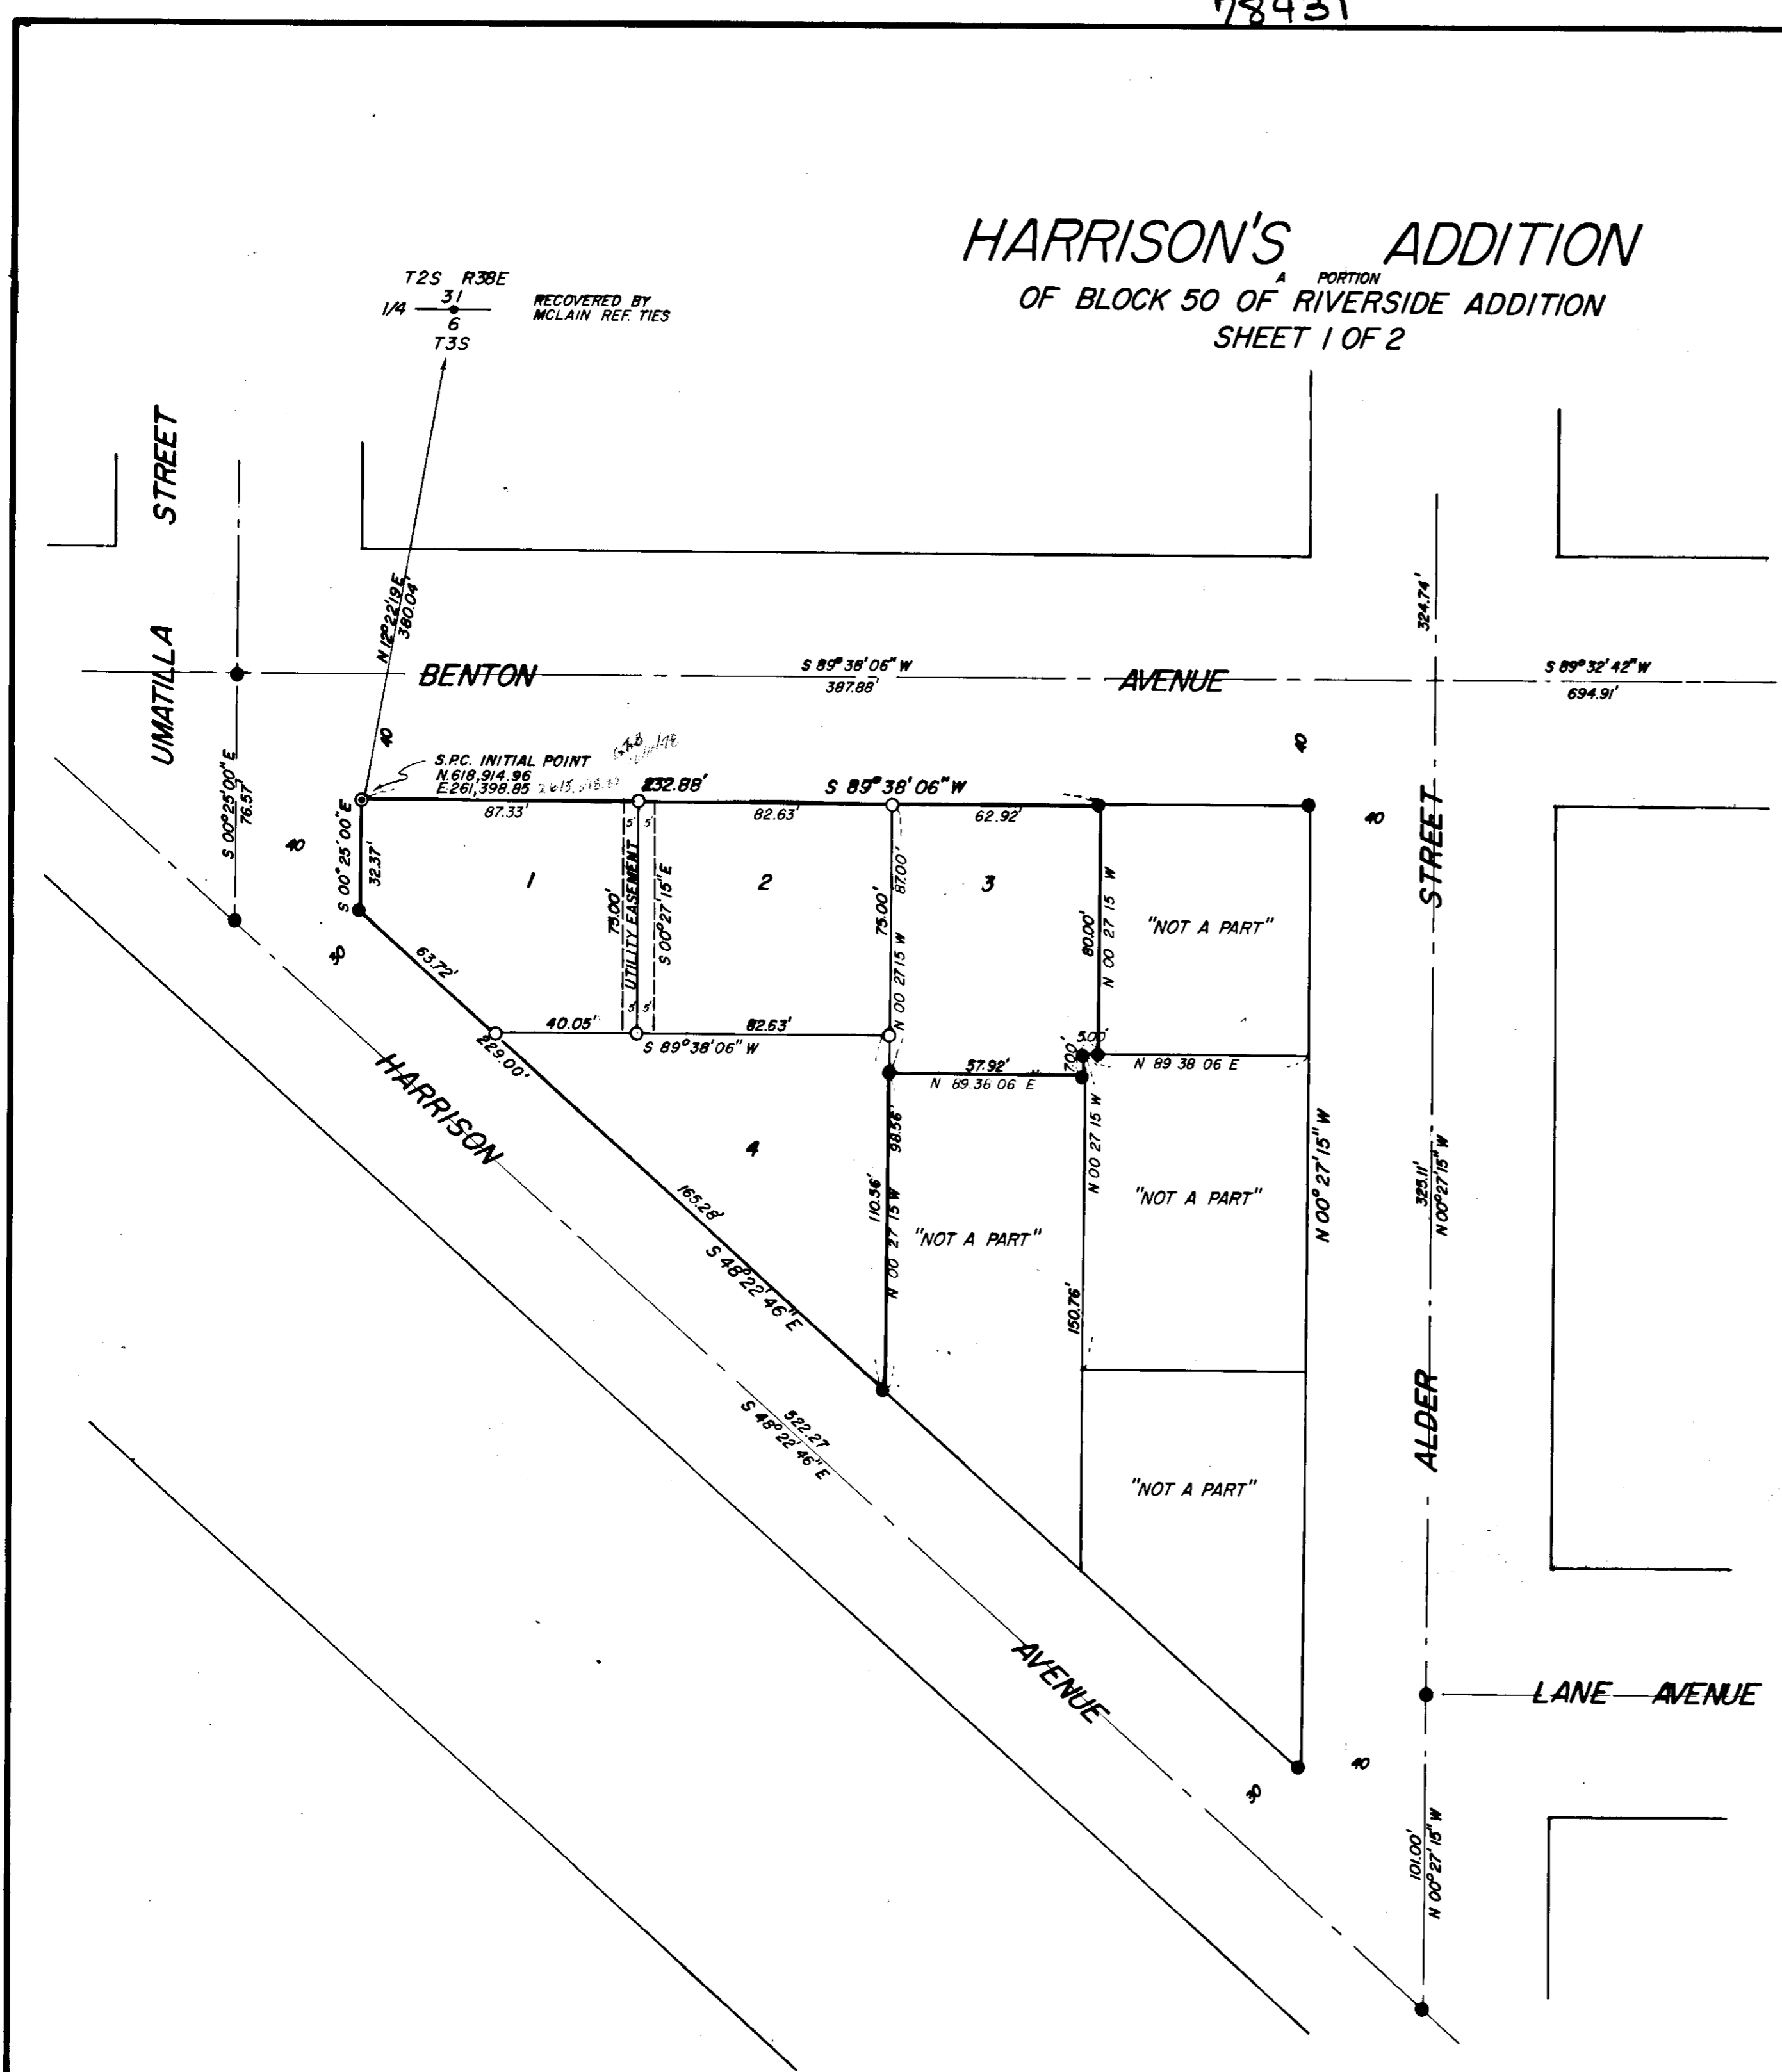 78431
HARRISON'S ADDITION
A PORTION
OF BLOCK 50 OF RIVERSIDE ADDITION
SHEET 1 OF 2
T2S R38E
31
1/4
6
T3S
RECOVERED BY
MCLAIN REF. TIES
UMATILLA STREET
N 12° 22' 19" E
380.04'
BENTON AVENUE
S 89° 38' 06" W
387.88'
324.74'
S 89° 32' 42" W
694.91'
40
40
S 00° 25' 00" E
76.57'
S.P.C. INITIAL POINT
N.618,914.96
E.261,398.85
232.88'
S 89° 38' 06" W
87.33'
82.63'
62.92'
40
40
S 00° 25' 00" E
32.37'
1
2
3
5' 5'
75.00'
UTILITY EASEMENT
S 00° 27' 15" E
75.00'
87.00'
N 00 27 15 W
80.00'
N 00 27 15 W
"NOT A PART"
ALDER STREET
30
63.72'
5' 5'
40.05'
82.63'
S 89° 38' 06" W
229.00'
7.00'
5.00'
N 89 38 06 E
57.92'
N 89.38 06 E
HARRISON AVENUE
4
98.56'
110.56'
N 00 27 15 W
N 00 27 15 W
150.76'
"NOT A PART"
"NOT A PART"
N 00° 27' 15" W
325.11'
N 00° 27' 15" W
165.28'
S 48° 22' 46" E
522.27
S 48° 22' 46" E
"NOT A PART"
LANE AVENUE
30
40
101.00'
N 00° 27' 15" W